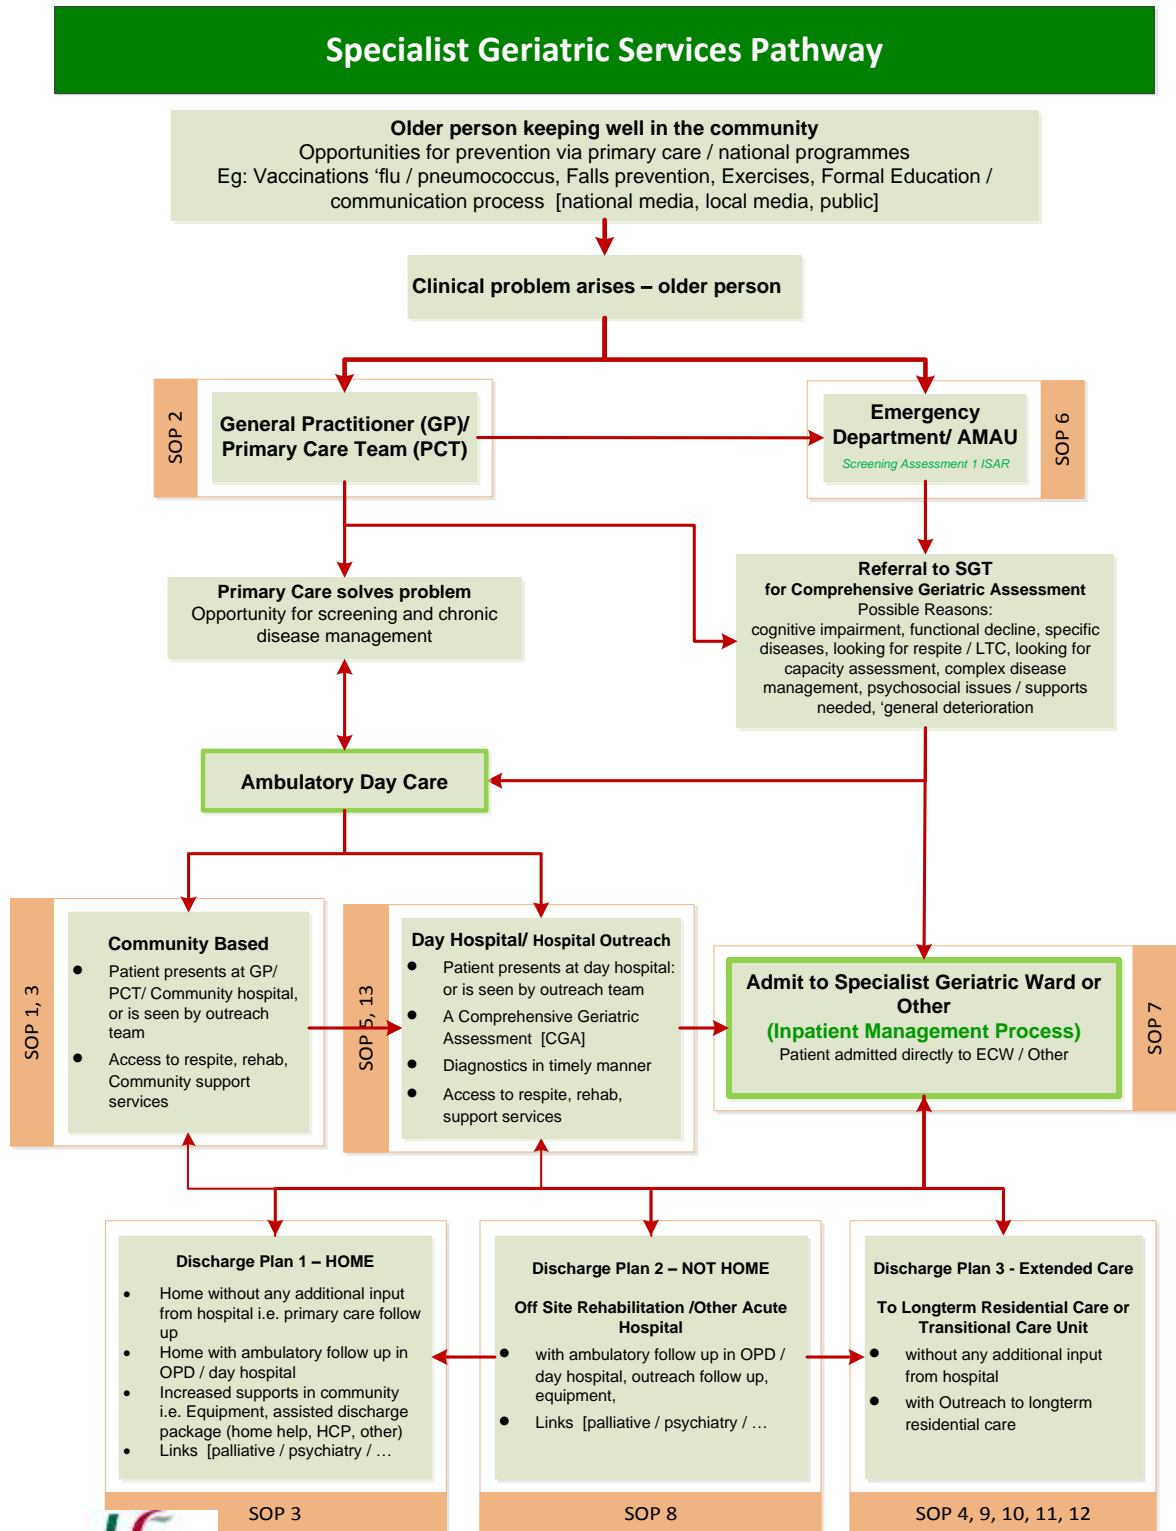 Specialist Geriatric Services Pathway
Older person keeping well in the community
Opportunities for prevention via primary care / national programmes
Eg: Vaccinations ‘flu / pneumococcus, Falls prevention, Exercises, Formal Education /
communication process [national media, local media, public]
Clinical problem arises – older person
SOP 2
General Practitioner (GP)/
Primary Care Team (PCT)
Emergency
Department/ AMAU
Screening Assessment 1 ISAR
SOP 6
Primary Care solves problem
Opportunity for screening and chronic
disease management
Referral to SGT
for Comprehensive Geriatric Assessment
Possible Reasons:
cognitive impairment, functional decline, specific
diseases, looking for respite / LTC, looking for
capacity assessment, complex disease
management, psychosocial issues / supports
needed, ‘general deterioration
Ambulatory Day Care
SOP 1, 3
Community Based
● Patient presents at GP/
PCT/ Community hospital,
or is seen by outreach
team
● Access to respite, rehab,
Community support
services
SOP 5, 13
Day Hospital/ Hospital Outreach
● Patient presents at day hospital:
or is seen by outreach team
● A Comprehensive Geriatric
Assessment [CGA]
● Diagnostics in timely manner
● Access to respite, rehab,
support services
Admit to Specialist Geriatric Ward or
Other
(Inpatient Management Process)
Patient admitted directly to ECW / Other
SOP 7
Discharge Plan 1 – HOME
• Home without any additional input
from hospital i.e. primary care follow
up
• Home with ambulatory follow up in
OPD / day hospital
• Increased supports in community
i.e. Equipment, assisted discharge
package (home help, HCP, other)
• Links [palliative / psychiatry / …
SOP 3
Discharge Plan 2 – NOT HOME
Off Site Rehabilitation /Other Acute
Hospital
● with ambulatory follow up in OPD /
day hospital, outreach follow up,
equipment,
● Links [palliative / psychiatry / …
SOP 8
Discharge Plan 3 - Extended Care
To Longterm Residential Care or
Transitional Care Unit
● without any additional input
from hospital
● with Outreach to longterm
residential care
SOP 4, 9, 10, 11, 12